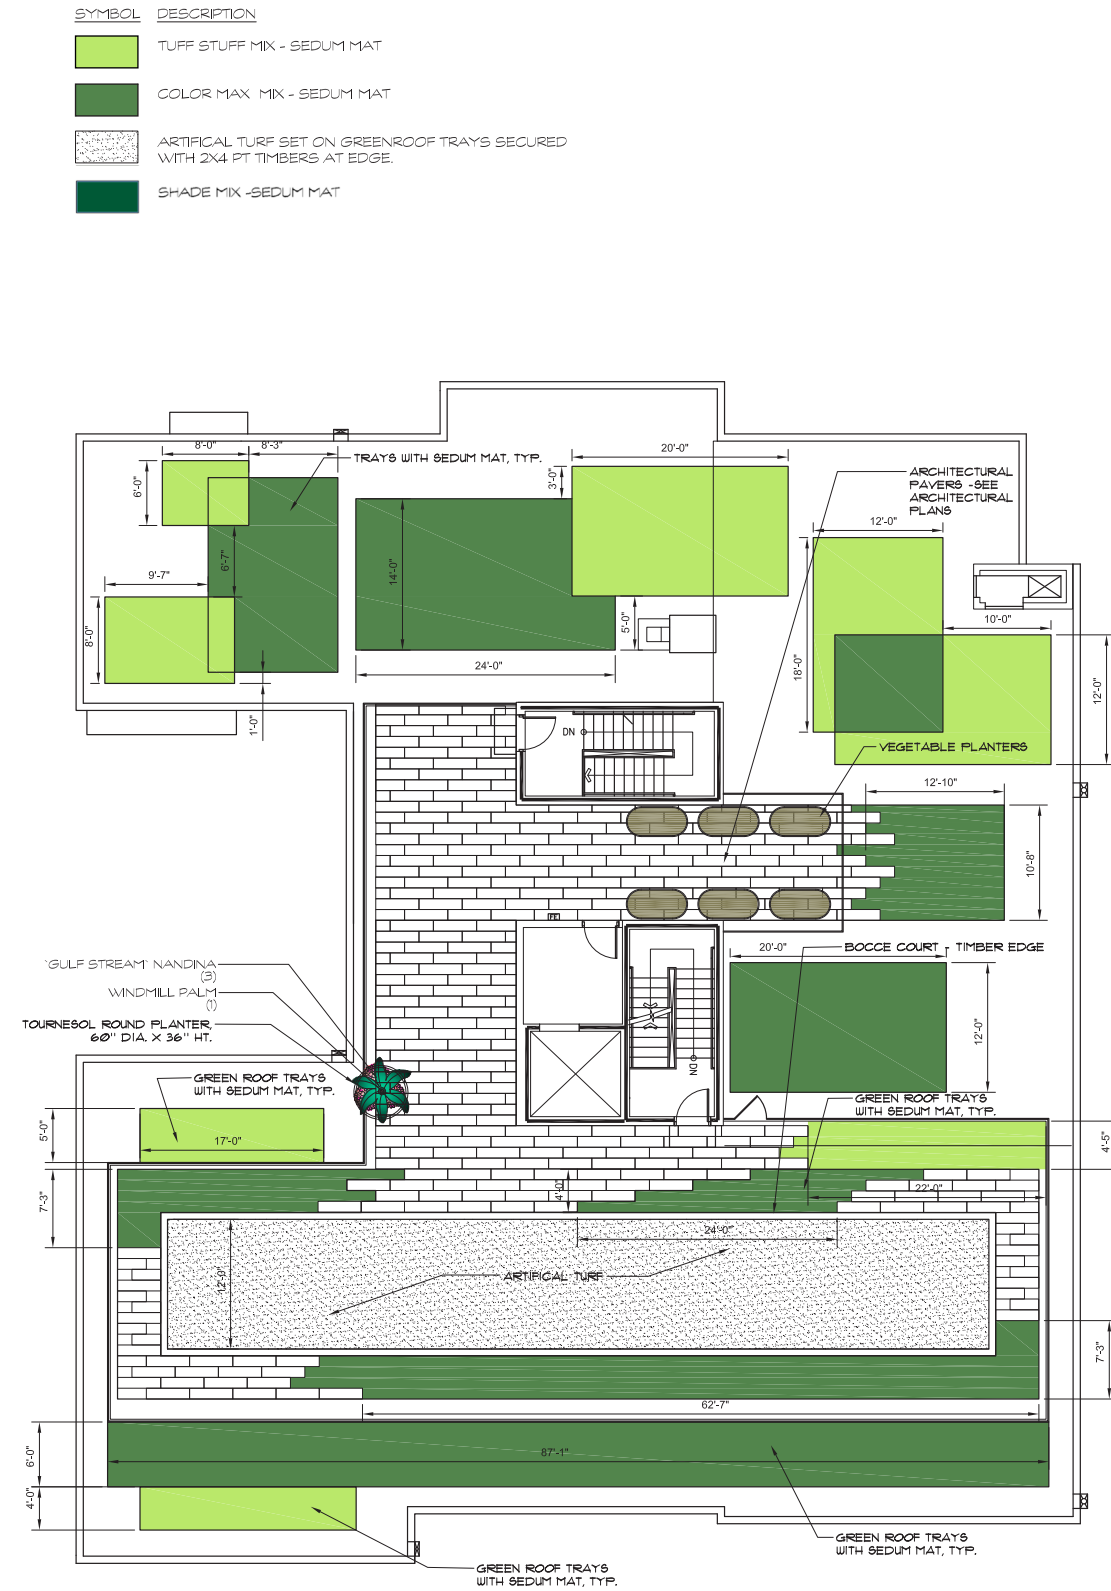 SYMBOL DESCRIPTION
TUFF STUFF MIX - SEDUM MAT
COLOR MAX MIX - SEDUM MAT
ARTIFICAL TURF SET ON GREENROOF TRAYS SECURED
WITH 2X4 PT TIMBERS AT EDGE.
SHADE MIX -SEDUM MAT
8'-0"
8'-3"
20'-0"
TRAYS WITH SEDUM MAT, TYP.
6'-0"
3'-0"
ARCHITECTURAL
PAVERS -SEE
ARCHITECTURAL
PLANS
12'-0"
6'-7"
14'-0"
9'-7"
8'-0"
5'-0"
10'-0"
24'-0"
18'-0"
12'-0"
1'-0"
DN
VEGETABLE PLANTERS
12'-10"
10'-8"
FE
20'-0"
BOCCE COURT - TIMBER EDGE
'GULF STREAM' NANDINA
(3)
WINDMILL PALM
(1)
TOURNESOL ROUND PLANTER,
60" DIA. X 36" HT.
12'-0"
DN
GREEN ROOF TRAYS
WITH SEDUM MAT, TYP.
GREEN ROOF TRAYS
WITH SEDUM MAT, TYP.
5'-0"
17'-0"
4'-5"
7'-3"
4'-0"
22'-0"
24'-0"
12'-0"
ARTIFICAL TURF
7'-3"
62'-7"
6'-0"
87'-1"
4'-0"
GREEN ROOF TRAYS
WITH SEDUM MAT, TYP.
GREEN ROOF TRAYS
WITH SEDUM MAT, TYP.